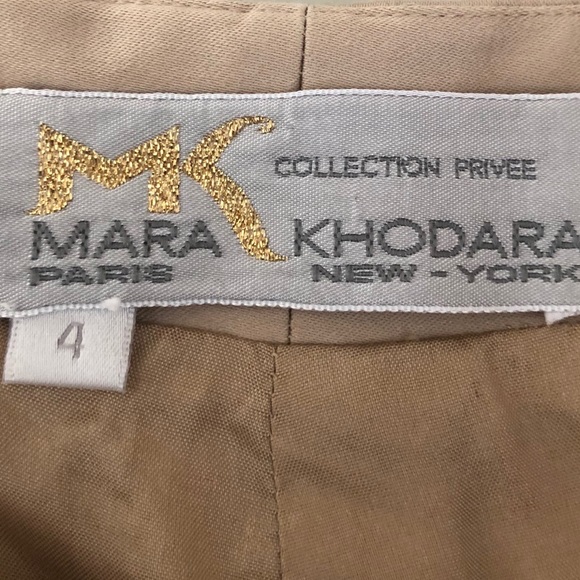 MK COLLECTION PRIVEE
MARA KHODARA
PARIS NEW-YORK
4